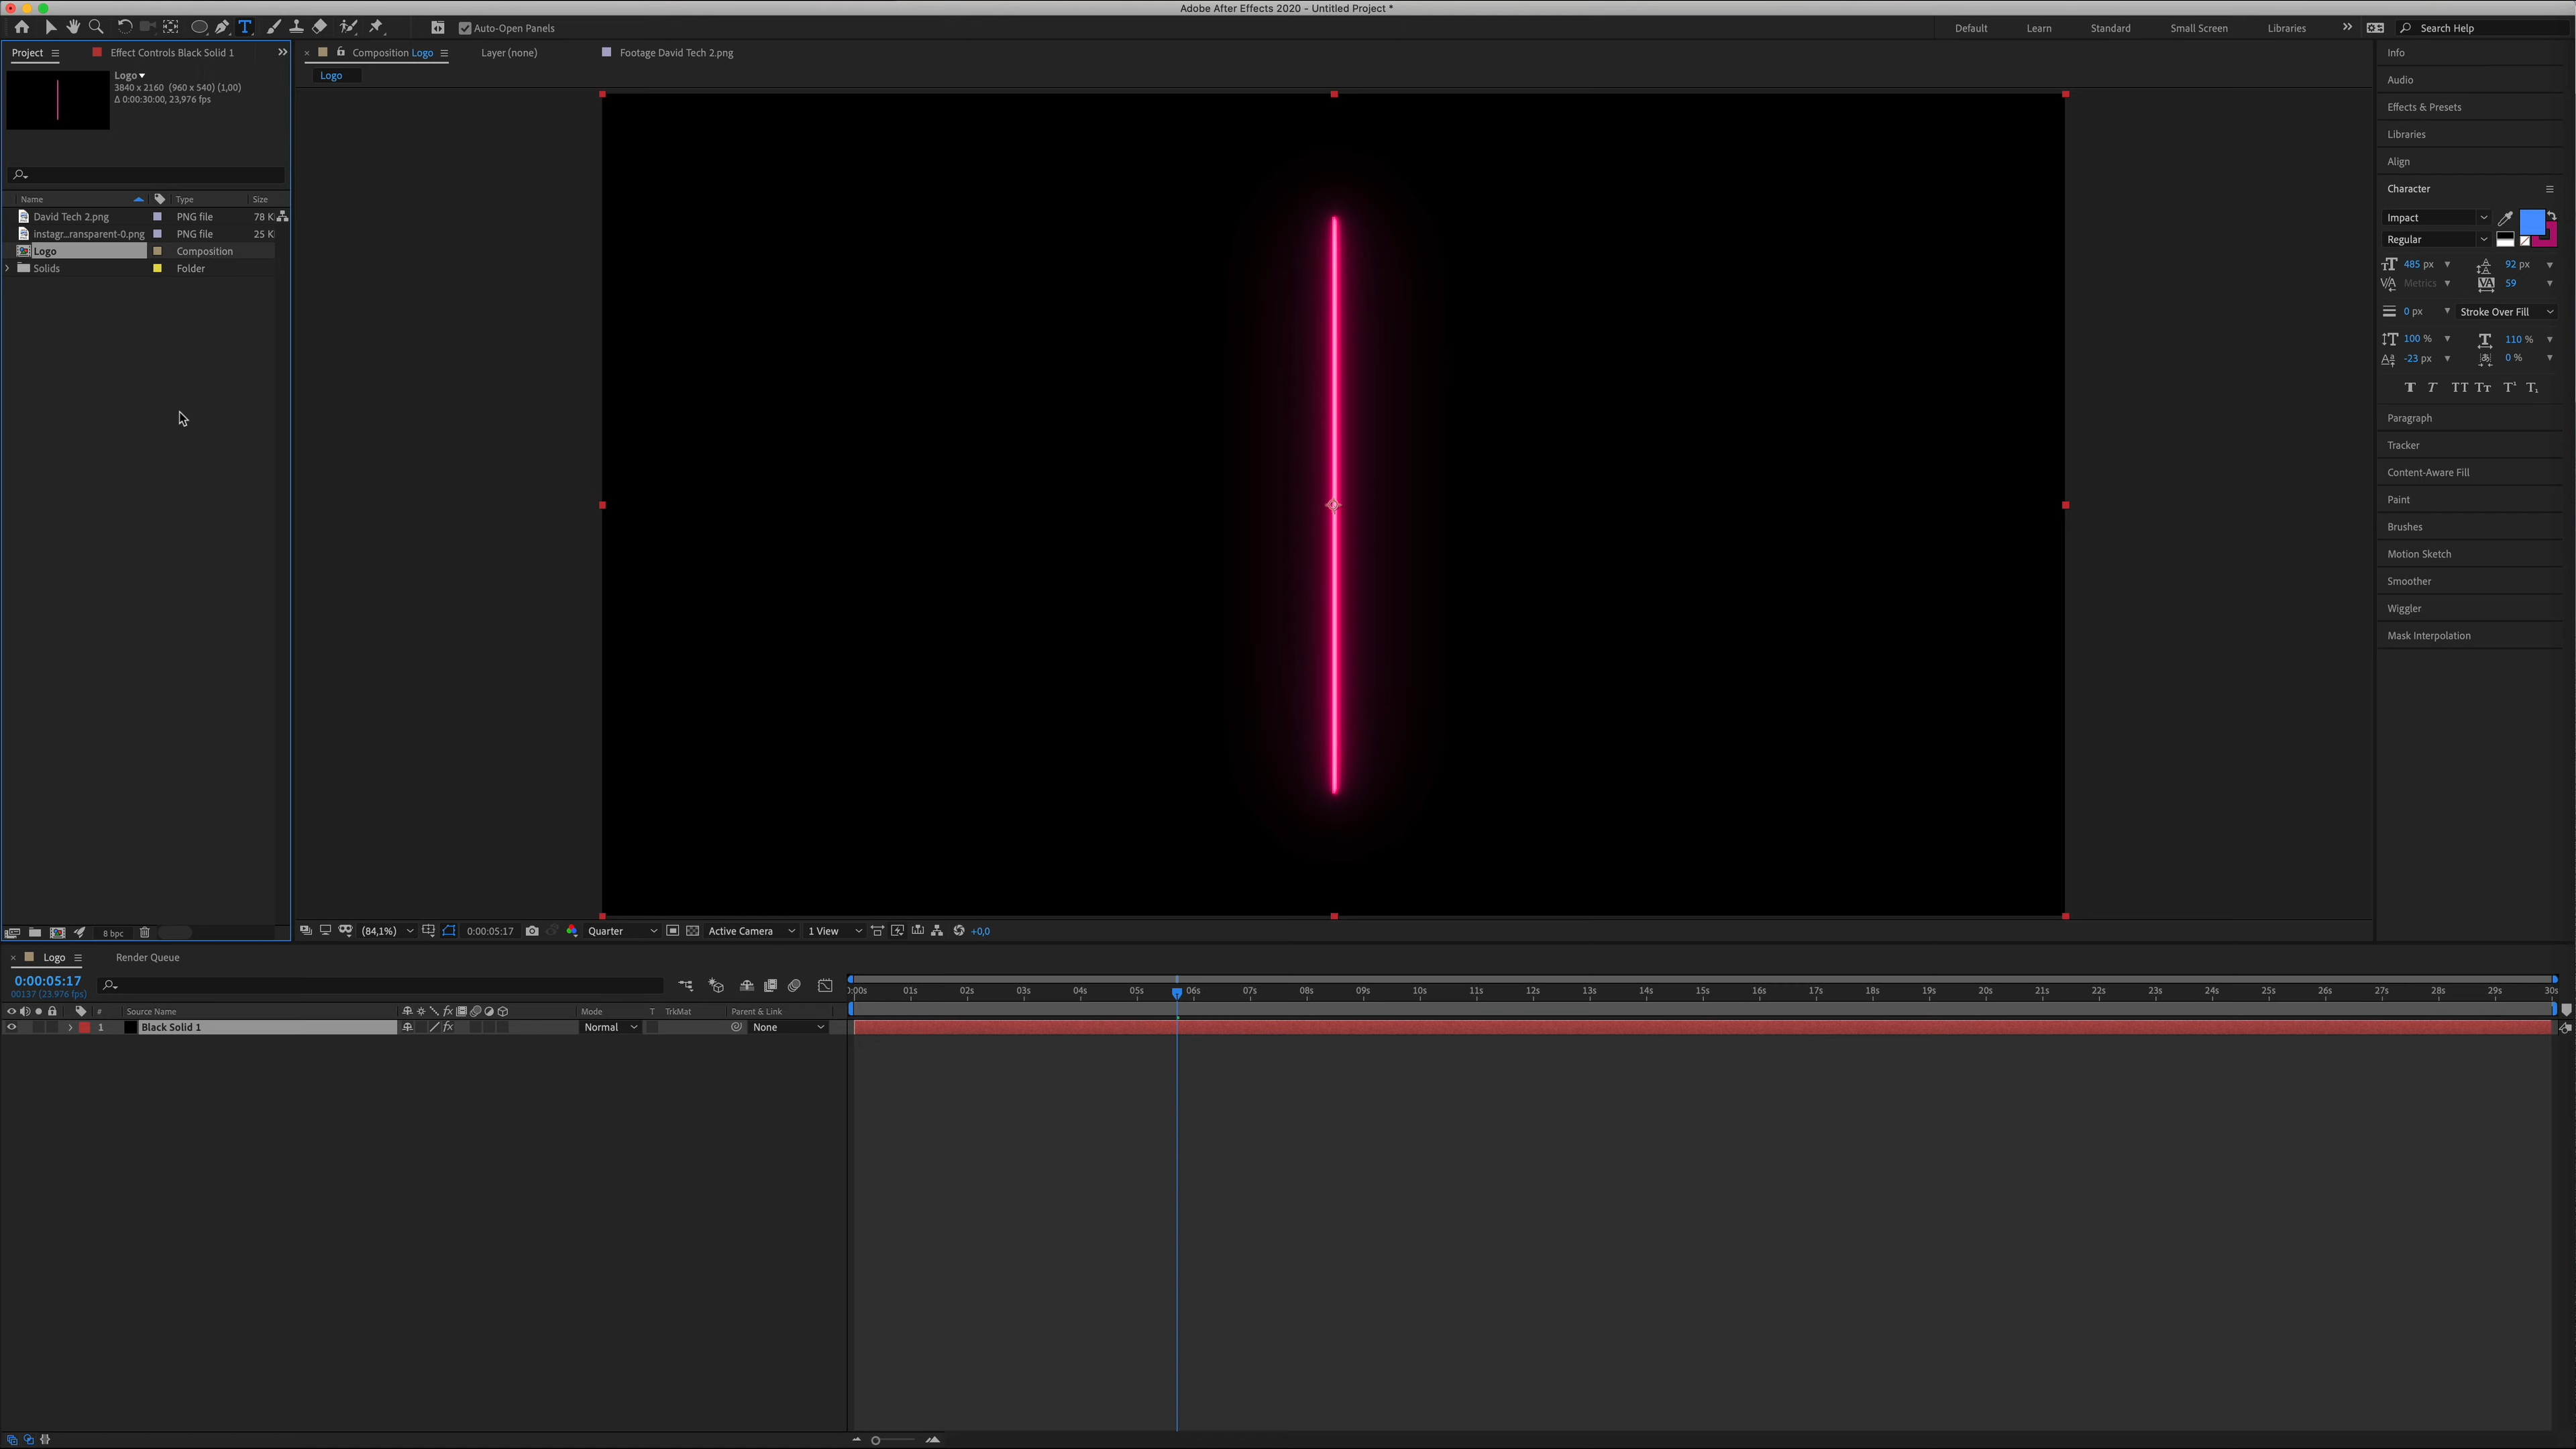 Adobe After Effects 2020 - Untitled Project *
Auto-Open Panels
Default
Learn
Standard
Small Screen
Libraries
Search Help
Project
Effect Controls Black Solid 1
Composition Logo
Layer (none)
Footage David Tech 2.png
Logo
Logo
3840 x 2160 (960 x 540) (1,00)
Δ 0:00:30:00, 23,976 fps
Name
Type
Size
David Tech 2.png
PNG file
78 K
instagr...ransparent-0.png
PNG file
25 K
Logo
Composition
Solids
Folder
8 bpc
(84,1%)
0:00:05:17
Quarter
Active Camera
1 View
+0,0
Info
Audio
Effects & Presets
Libraries
Align
Character
Impact
Regular
485 px
92 px
Metrics
59
0 px
Stroke Over Fill
100 %
110 %
-23 px
0 %
Paragraph
Tracker
Content-Aware Fill
Paint
Brushes
Motion Sketch
Smoother
Wiggler
Mask Interpolation
Logo
Render Queue
0:00:05:17
00137 (23.976 fps)
:00s 01s 02s 03s 04s 05s 06s 07s 08s 09s 10s 11s 12s 13s 14s 15s 16s 17s 18s 19s 20s 21s 22s 23s 24s 25s 26s 27s 28s 29s 30s
# Source Name Mode T TrkMat Parent & Link
1 Black Solid 1 Normal None